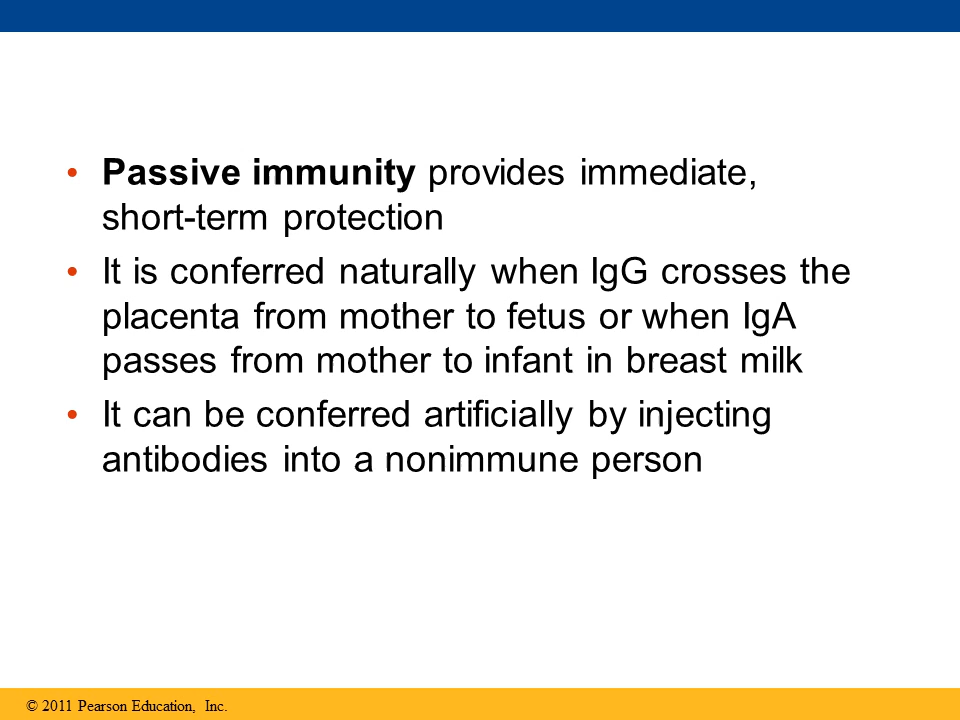 • Passive immunity provides immediate,
short-term protection
• It is conferred naturally when IgG crosses the
placenta from mother to fetus or when IgA
passes from mother to infant in breast milk
• It can be conferred artificially by injecting
antibodies into a nonimmune person
© 2011 Pearson Education, Inc.